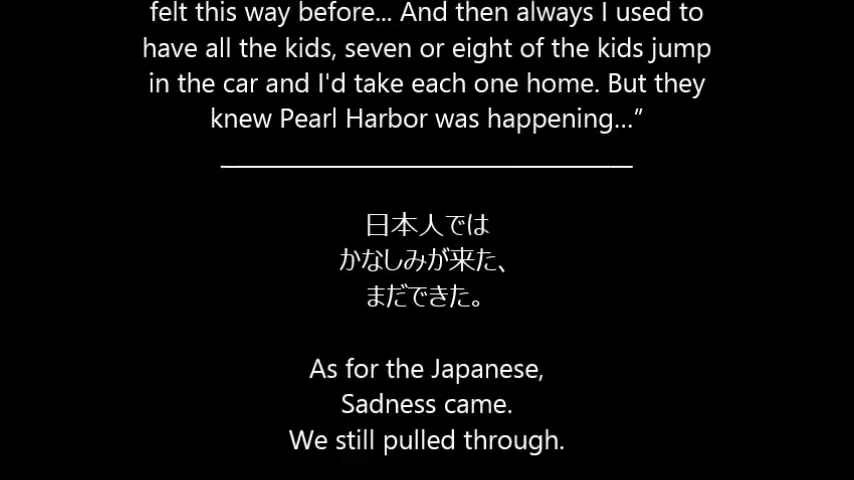 felt this way before... And then always I used to
have all the kids, seven or eight of the kids jump
in the car and I'd take each one home. But they
knew Pearl Harbor was happening...”
日本人では
かなしみが来た、
まだできた。
As for the Japanese,
Sadness came.
We still pulled through.